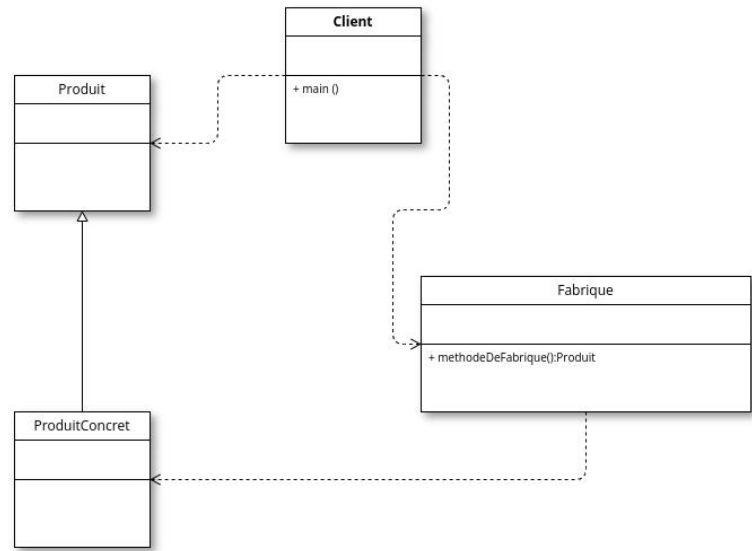 Client
+ main ()
Produit
Fabrique
+ methodeDeFabrique():Produit
ProduitConcret